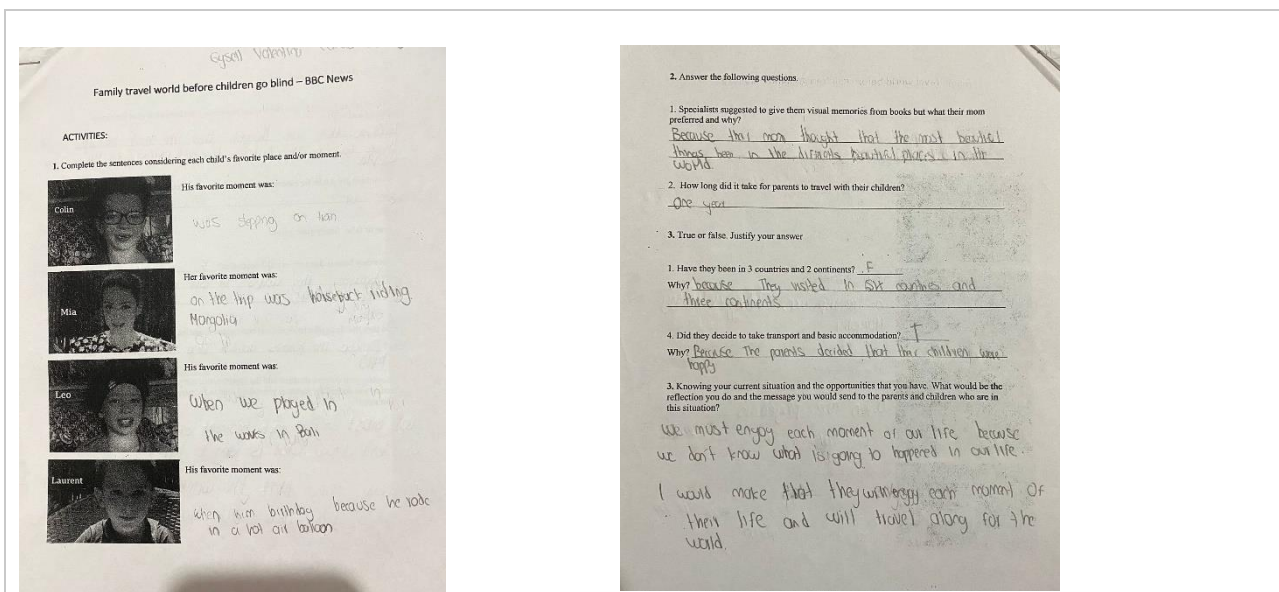 Gysell Valentin
Family travel world before children go blind – BBC News
ACTIVITIES:
1. Complete the sentences considering each child's favorite place and/or moment.
Colin
His favorite moment was:
was on
Mia
Her favorite moment was:
on the trip was horseback riding
Mongolia
Leo
His favorite moment was:
when we played in
the waves in Bali
Laurent
His favorite moment was:
when him birthday because he rode
in a hot air balloon
2. Answer the following questions.
1. Specialists suggested to give them visual memories from books but what their mom
preferred and why?
Because their mom thought that the most beautiful
things been in the beautiful places in the
world.
2. How long did it take for parents to travel with their children?
one year
3. True or false. Justify your answer
1. Have they been in 3 countries and 2 continents? F
Why? because They visited in six countries and
three continents
4. Did they decide to take transport and basic accommodation? T
Why? Because The parents decided that their children were
happy
3. Knowing your current situation and the opportunities that you have. What would be the
reflection you do and the message you would send to the parents and children who are in
this situation?
We must enjoy each moment of our life because
we don't know what is going to happened in our life.
I would make that they will each moment of
their life and will travel along for the
world.